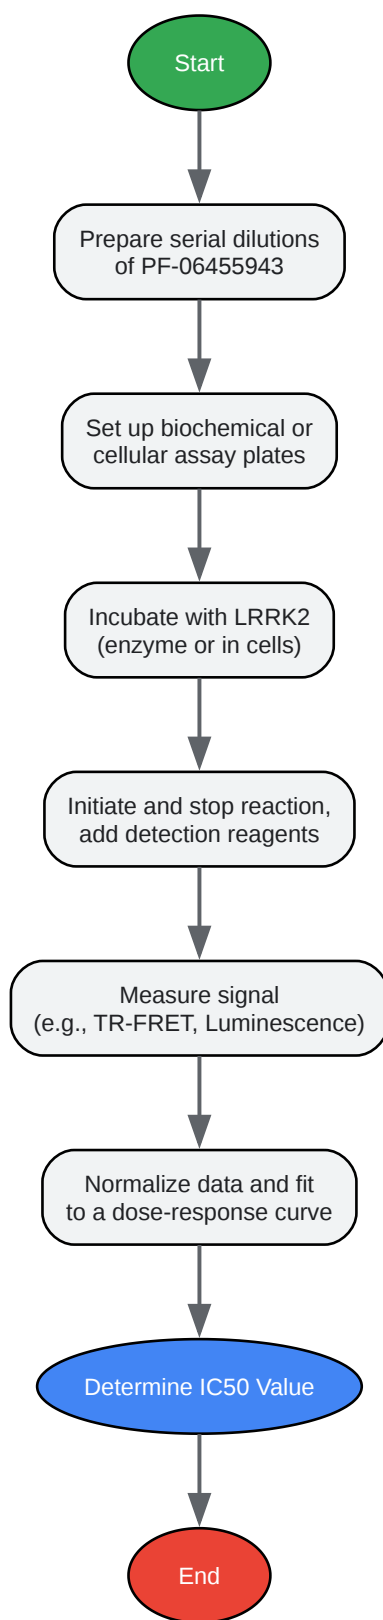 Start
Prepare serial dilutions
of PF-06455943
Set up biochemical or
cellular assay plates
Incubate with LRRK2
(enzyme or in cells)
Initiate and stop reaction,
add detection reagents
Measure signal
(e.g., TR-FRET, Luminescence)
Normalize data and fit
to a dose-response curve
Determine IC50 Value
End